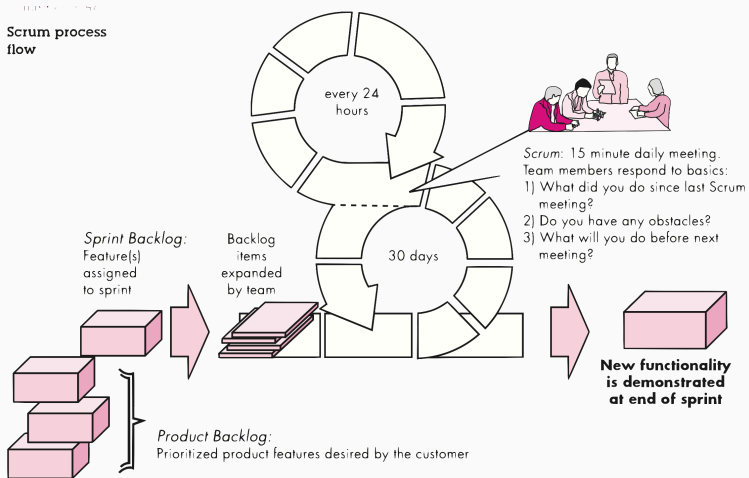 Scrum process
flow
every 24
hours
Scrum: 15 minute daily meeting.
Team members respond to basics:
1) What did you do since last Scrum
meeting?
2) Do you have any obstacles?
3) What will you do before next
meeting?
Sprint Backlog:
Feature(s)
assigned
to sprint
Backlog
items
expanded
by team
30 days
New functionality
is demonstrated
at end of sprint
Product Backlog:
Prioritized product features desired by the customer